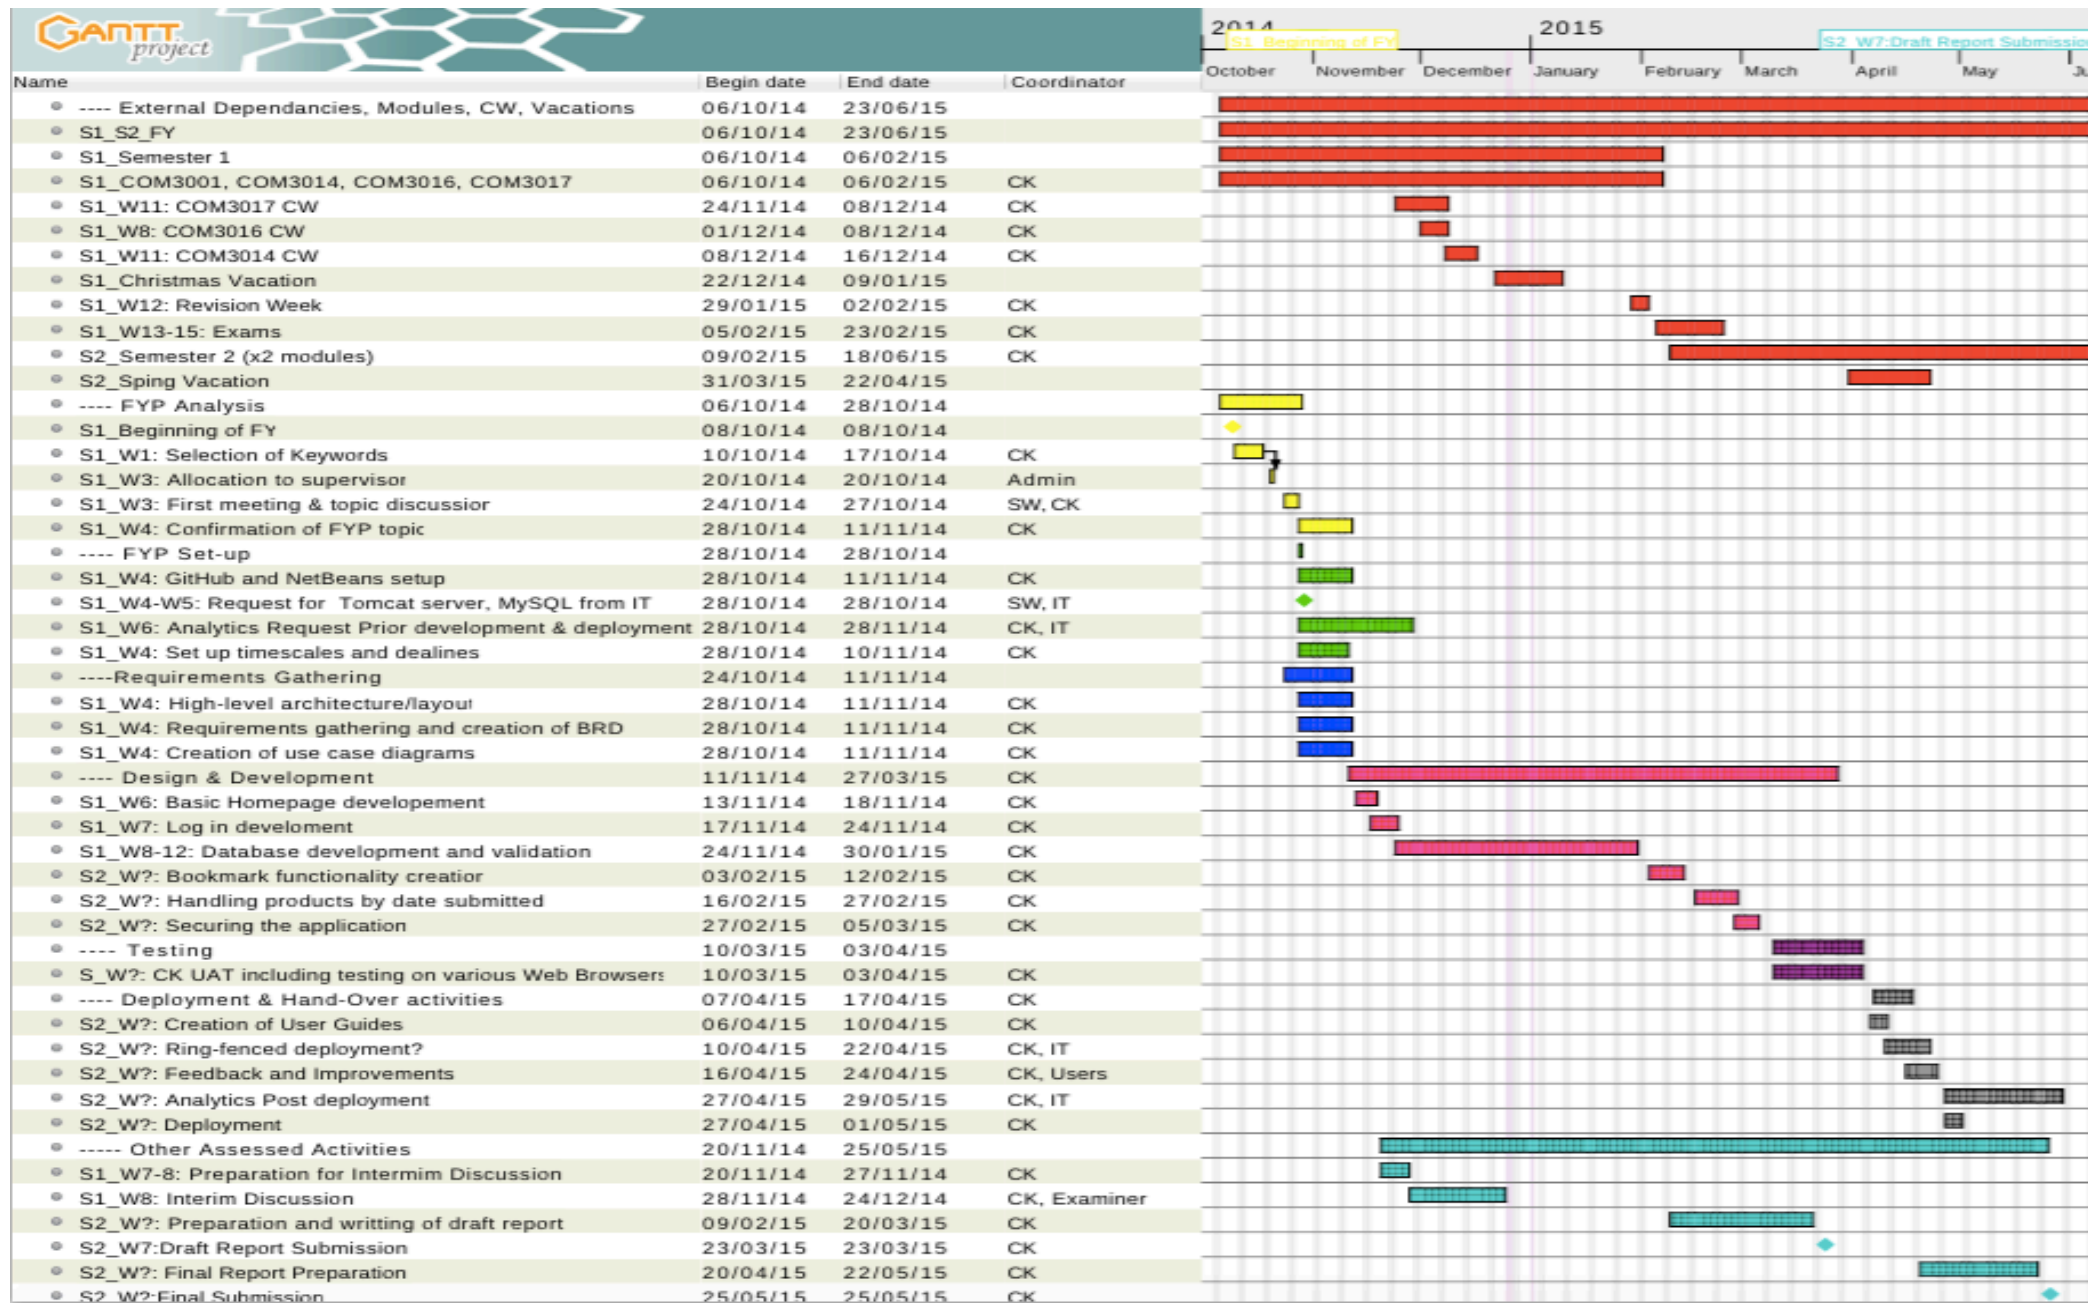 GANTT
project
2014
2015
S1_Beginning of FY
S2_W7:Draft Report Submissio
October November December January February March April May Ju
Name Begin date End date Coordinator
---- External Dependancies, Modules, CW, Vacations 06/10/14 23/06/15
S1_S2_FY 06/10/14 23/06/15
S1_Semester 1 06/10/14 06/02/15
S1_COM3001, COM3014, COM3016, COM3017 06/10/14 06/02/15 CK
S1_W11: COM3017 CW 24/11/14 08/12/14 CK
S1_W8: COM3016 CW 01/12/14 08/12/14 CK
S1_W11: COM3014 CW 08/12/14 16/12/14 CK
S1_Christmas Vacation 22/12/14 09/01/15
S1_W12: Revision Week 29/01/15 02/02/15 CK
S1_W13-15: Exams 05/02/15 23/02/15 CK
S2_Semester 2 (x2 modules) 09/02/15 18/06/15 CK
S2_Sping Vacation 31/03/15 22/04/15
---- FYP Analysis 06/10/14 28/10/14
S1_Beginning of FY 08/10/14 08/10/14
S1_W1: Selection of Keywords 10/10/14 17/10/14 CK
S1_W3: Allocation to supervisor 20/10/14 20/10/14 Admin
S1_W3: First meeting & topic discussior 24/10/14 27/10/14 SW, CK
S1_W4: Confirmation of FYP topic 28/10/14 11/11/14 CK
---- FYP Set-up 28/10/14 28/10/14
S1_W4: GitHub and NetBeans setup 28/10/14 11/11/14 CK
S1_W4-W5: Request for Tomcat server, MySQL from IT 28/10/14 28/10/14 SW, IT
S1_W6: Analytics Request Prior development & deployment 28/10/14 28/11/14 CK, IT
S1_W4: Set up timescales and dealines 28/10/14 10/11/14 CK
----Requirements Gathering 24/10/14 11/11/14
S1_W4: High-level architecture/layout 28/10/14 11/11/14 CK
S1_W4: Requirements gathering and creation of BRD 28/10/14 11/11/14 CK
S1_W4: Creation of use case diagrams 28/10/14 11/11/14 CK
---- Design & Development 11/11/14 27/03/15 CK
S1_W6: Basic Homepage developement 13/11/14 18/11/14 CK
S1_W7: Log in develoment 17/11/14 24/11/14 CK
S1_W8-12: Database development and validation 24/11/14 30/01/15 CK
S2_W?: Bookmark functionality creatior 03/02/15 12/02/15 CK
S2_W?: Handling products by date submitted 16/02/15 27/02/15 CK
S2_W?: Securing the application 27/02/15 05/03/15 CK
---- Testing 10/03/15 03/04/15
S_W?: CK UAT including testing on various Web Browsers 10/03/15 03/04/15 CK
---- Deployment & Hand-Over activities 07/04/15 17/04/15 CK
S2_W?: Creation of User Guides 06/04/15 10/04/15 CK
S2_W?: Ring-fenced deployment? 10/04/15 22/04/15 CK, IT
S2_W?: Feedback and Improvements 16/04/15 24/04/15 CK, Users
S2_W?: Analytics Post deployment 27/04/15 29/05/15 CK, IT
S2_W?: Deployment 27/04/15 01/05/15 CK
----- Other Assessed Activities 20/11/14 25/05/15
S1_W7-8: Preparation for Intermim Discussion 20/11/14 27/11/14 CK
S1_W8: Interim Discussion 28/11/14 24/12/14 CK, Examiner
S2_W?: Preparation and writting of draft report 09/02/15 20/03/15 CK
S2_W7:Draft Report Submission 23/03/15 23/03/15 CK
S2_W?: Final Report Preparation 20/04/15 22/05/15 CK
S2_W?:Final Submission 25/05/15 25/05/15 CK